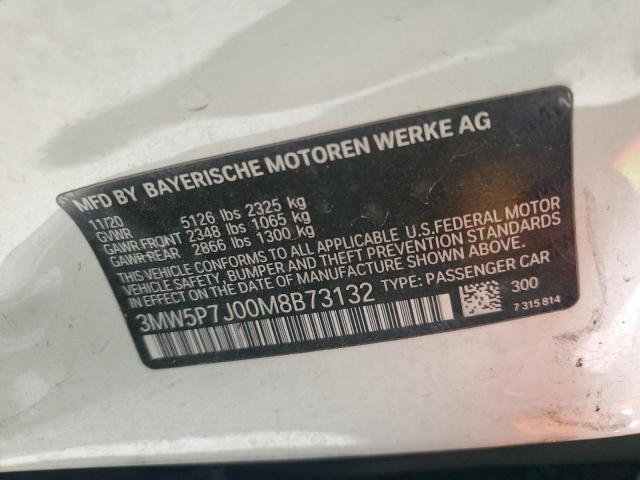 MFD BY BAYERISCHE MOTOREN WERKE AG
11/20
GVWR 5126 lbs 2325 kg
GAWR FRONT 2348 lbs 1065 kg
GAWR REAR 2866 lbs 1300 kg
THIS VEHICLE CONFORMS TO ALL APPLICABLE U.S.FEDERAL MOTOR
VEHICLE SAFETY, BUMPER AND THEFT PREVENTION STANDARDS
IN EFFECT ON THE DATE OF MANUFACTURE SHOWN ABOVE.
3MW5P7J00M8B73132 TYPE: PASSENGER CAR
300
7 315 814